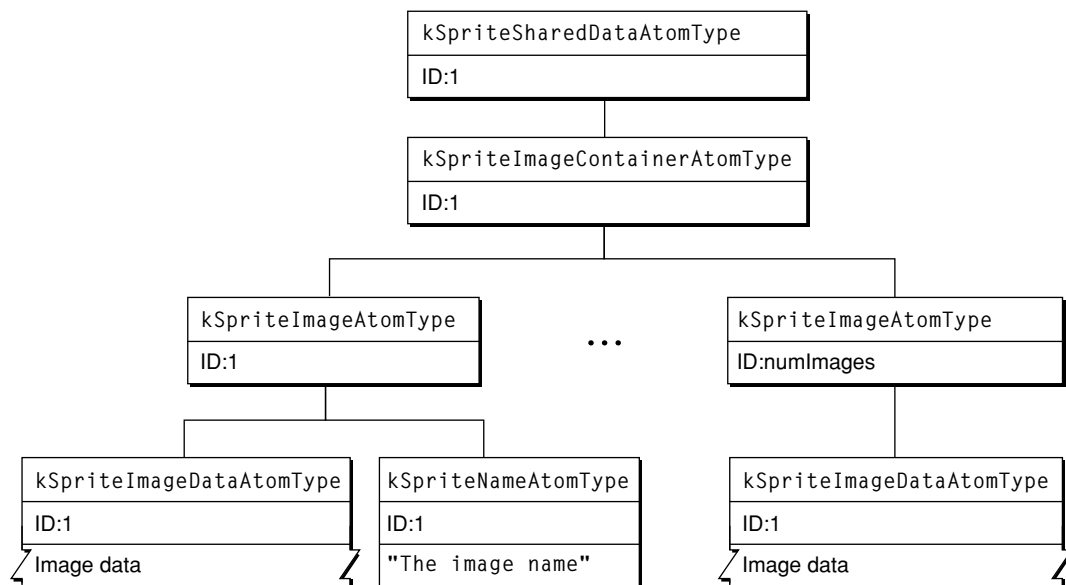 kSpriteSharedDataAtomType
ID:1
kSpriteImageContainerAtomType
ID:1
kSpriteImageAtomType
ID:1
...
kSpriteImageAtomType
ID:numImages
kSpriteImageDataAtomType
ID:1
Image data
kSpriteNameAtomType
ID:1
"The image name"
kSpriteImageDataAtomType
ID:1
Image data